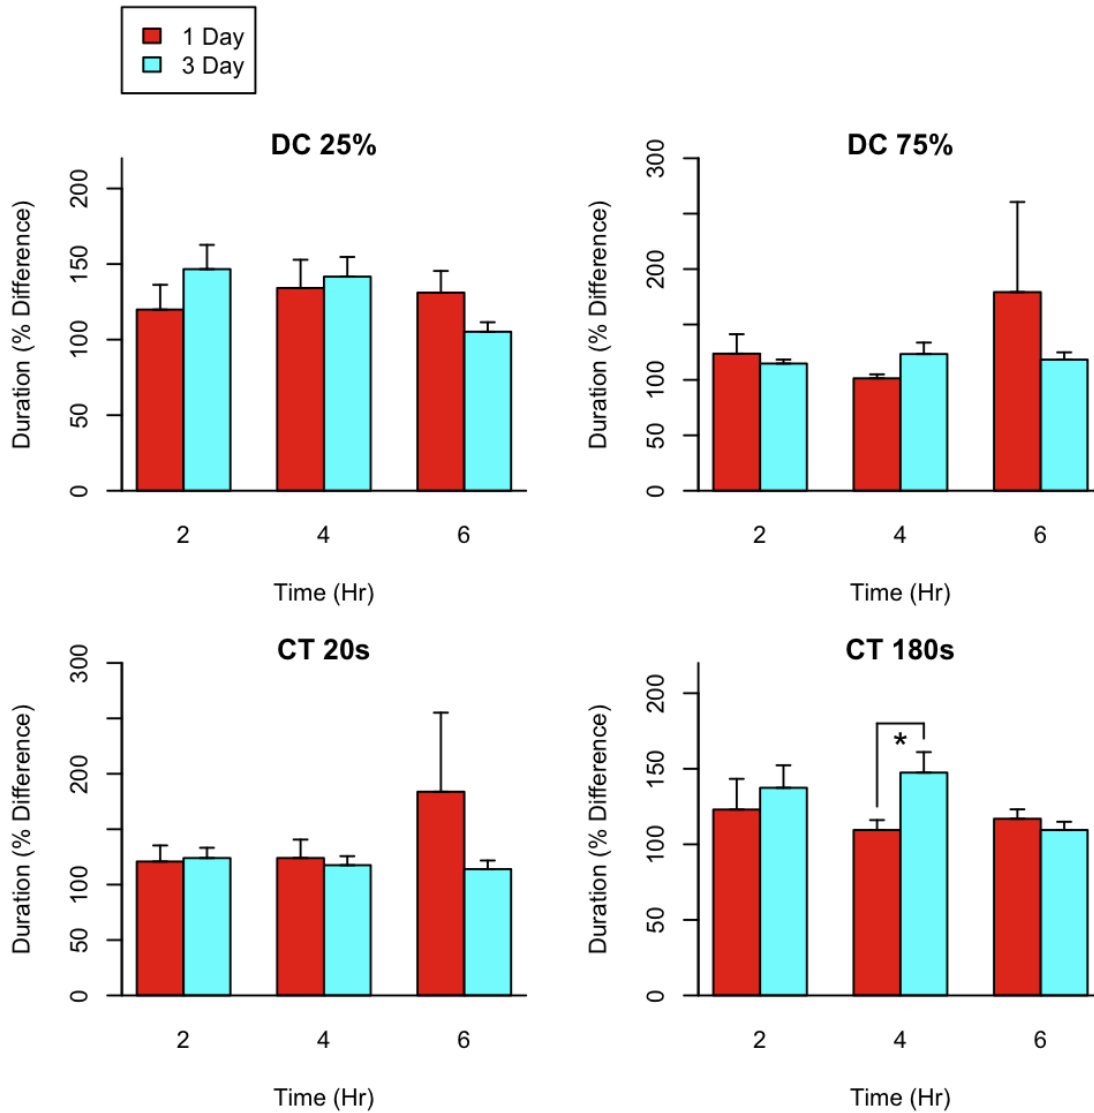 1 Day
3 Day
DC 25%
Duration (% Difference)
200
150
100
50
0
2 4 6
Time (Hr)
DC 75%
Duration (% Difference)
300
200
100
50
0
2 4 6
Time (Hr)
CT 20s
Duration (% Difference)
300
200
100
50
0
2 4 6
Time (Hr)
CT 180s
Duration (% Difference)
200
150
100
50
0
*
2 4 6
Time (Hr)